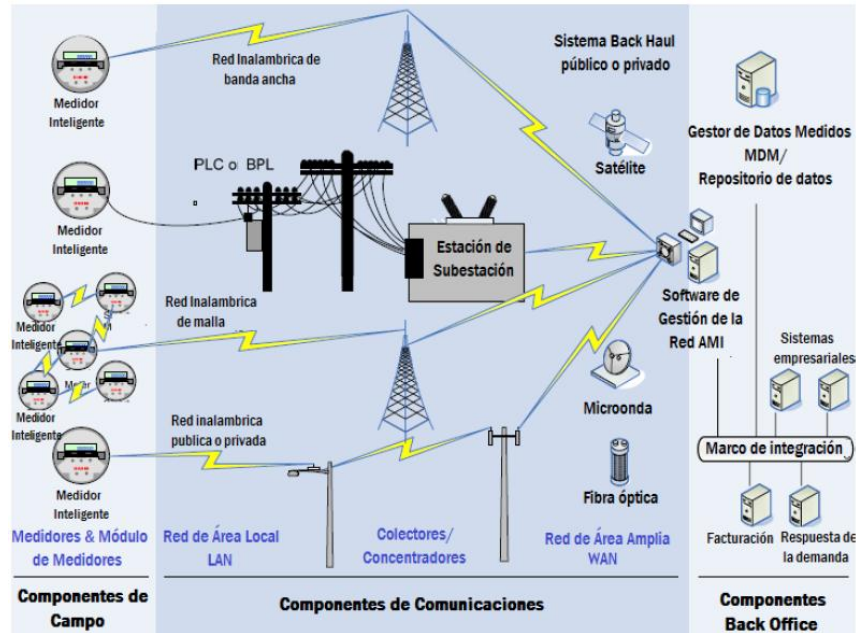 Red Inalambrica de
banda ancha
Medidor
Inteligente
Sistema Back Haul
público o privado
Satélite
Gestor de Datos Medidos
MDM/
Repositorio de datos
PLC o: BPL
Medidor
Inteligente
Estación de
Subestación
Software de
Gestión de la
Red AMI
Red Inalambrica
de malla
Medidor
Inteligente
Medidor
Inteligente
Sistemas
empresariales
Microonda
Red inalambrica
publica o privada
Medidor
Inteligente
Marco de integración
Fibra óptica
Facturación
Respuesta de
la demanda
Medidores & Módulo
de Medidores
Red de Área Local
LAN
Colectores/
Concentradores
Red de Área Amplia
WAN
Componentes de
Campo
Componentes de Comunicaciones
Componentes
Back Office